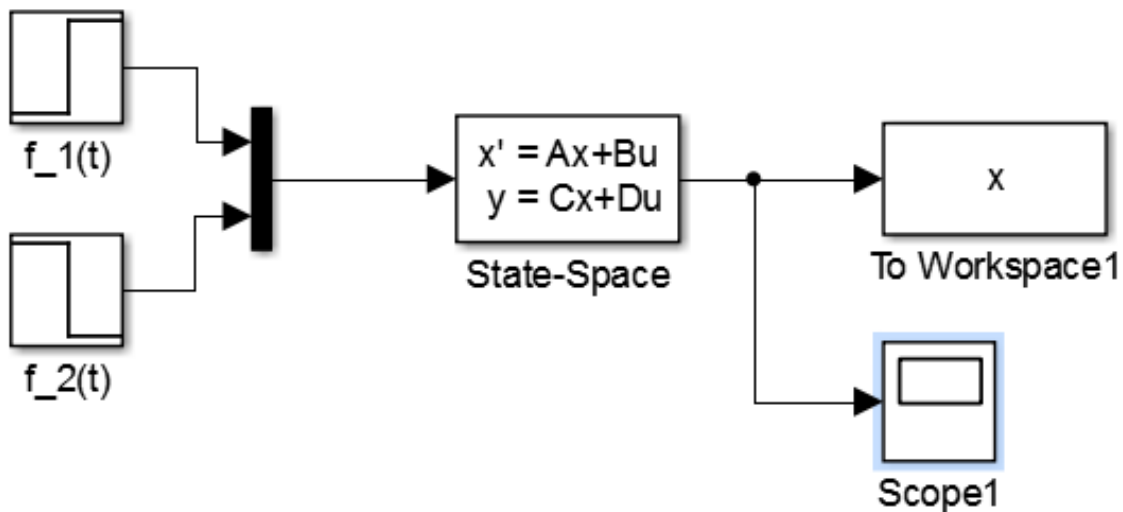 f_1(t)
f_2(t)
x' = Ax+Bu
y = Cx+Du
State-Space
x
To Workspace1
Scope1